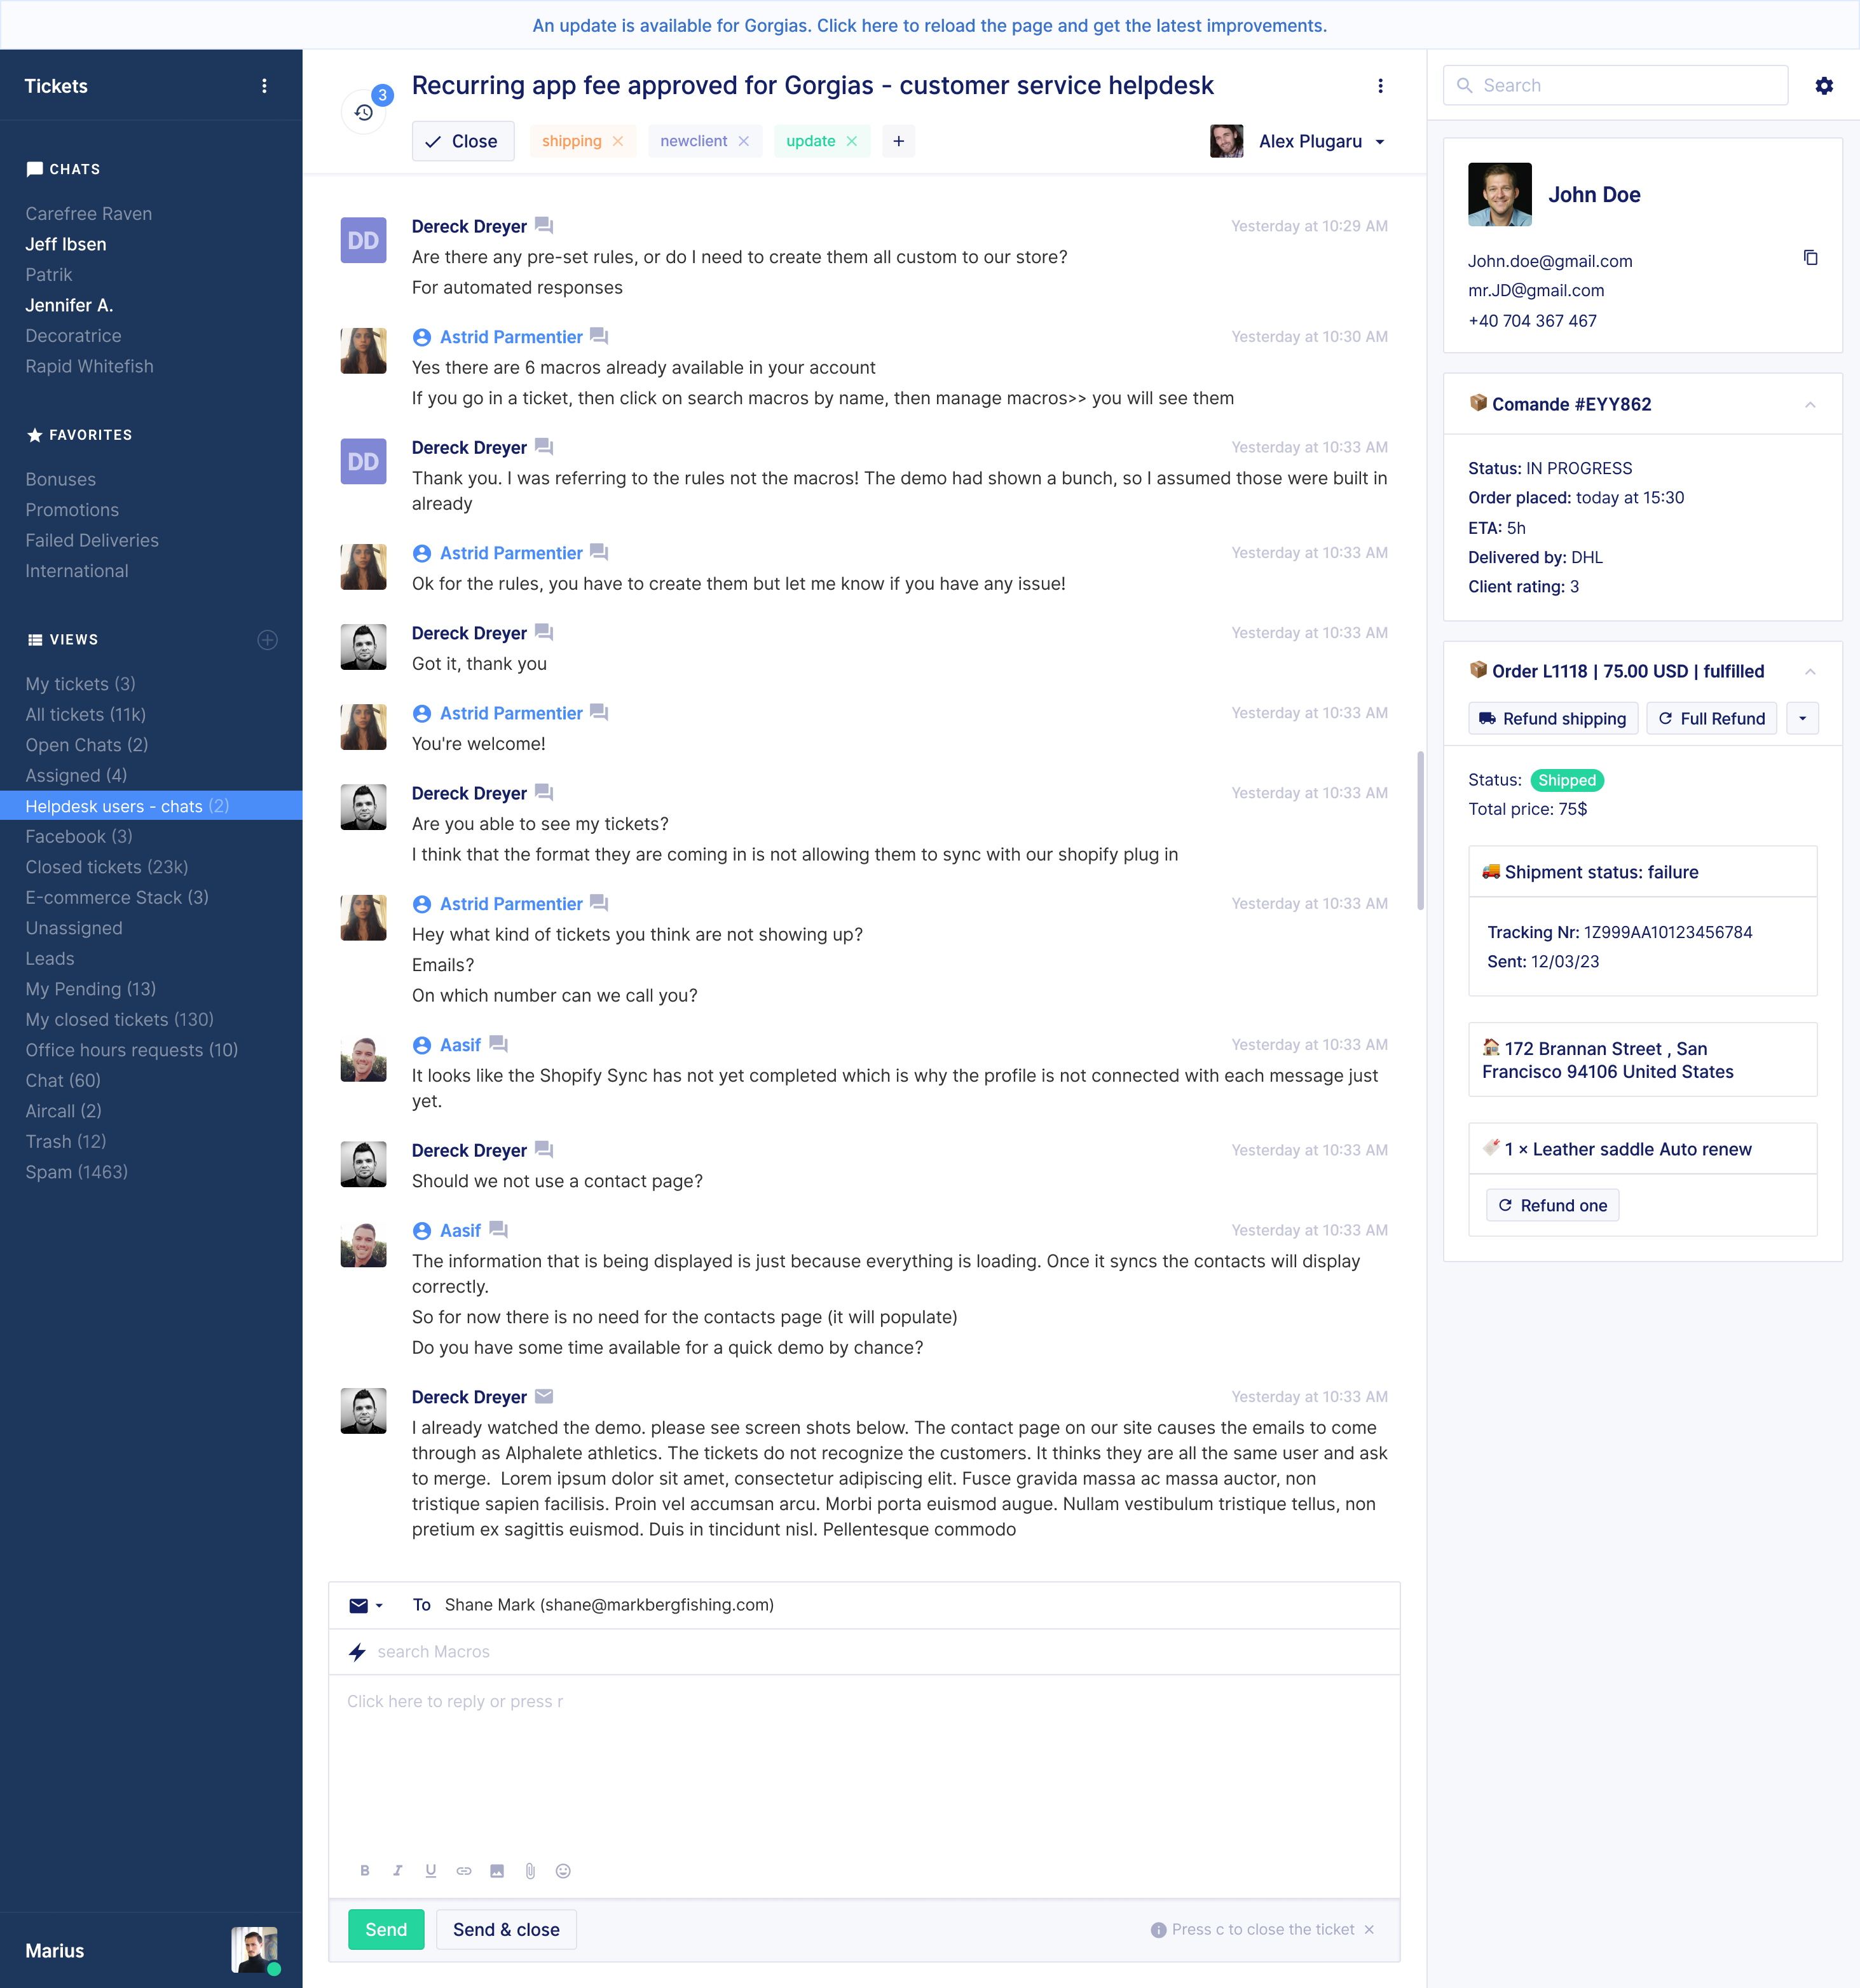 An update is available for Gorgias. Click here to reload the page and get the latest improvements.
Tickets
CHATS
Carefree Raven
Jeff Ibsen
Patrik
Jennifer A.
Decoratrice
Rapid Whitefish
FAVORITES
Bonuses
Promotions
Failed Deliveries
International
VIEWS
My tickets (3)
All tickets (11k)
Open Chats (2)
Assigned (4)
Helpdesk users - chats (2)
Facebook (3)
Closed tickets (23k)
E-commerce Stack (3)
Unassigned
Leads
My Pending (13)
My closed tickets (130)
Office hours requests (10)
Chat (60)
Aircall (2)
Trash (12)
Spam (1463)
Marius
3
Recurring app fee approved for Gorgias - customer service helpdesk
Close
shipping
newclient
update
+
Alex Plugaru
DD
Dereck Dreyer
Yesterday at 10:29 AM
Are there any pre-set rules, or do I need to create them all custom to our store?
For automated responses
Astrid Parmentier
Yesterday at 10:30 AM
Yes there are 6 macros already available in your account
If you go in a ticket, then click on search macros by name, then manage macros>> you will see them
DD
Dereck Dreyer
Yesterday at 10:33 AM
Thank you. I was referring to the rules not the macros! The demo had shown a bunch, so I assumed those were built in
already
Astrid Parmentier
Yesterday at 10:33 AM
Ok for the rules, you have to create them but let me know if you have any issue!
Dereck Dreyer
Yesterday at 10:33 AM
Got it, thank you
Astrid Parmentier
Yesterday at 10:33 AM
You're welcome!
Dereck Dreyer
Yesterday at 10:33 AM
Are you able to see my tickets?
I think that the format they are coming in is not allowing them to sync with our shopify plug in
Astrid Parmentier
Yesterday at 10:33 AM
Hey what kind of tickets you think are not showing up?
Emails?
On which number can we call you?
Aasif
Yesterday at 10:33 AM
It looks like the Shopify Sync has not yet completed which is why the profile is not connected with each message just
yet.
Dereck Dreyer
Yesterday at 10:33 AM
Should we not use a contact page?
Aasif
Yesterday at 10:33 AM
The information that is being displayed is just because everything is loading. Once it syncs the contacts will display
correctly.
So for now there is no need for the contacts page (it will populate)
Do you have some time available for a quick demo by chance?
Dereck Dreyer
Yesterday at 10:33 AM
I already watched the demo. please see screen shots below. The contact page on our site causes the emails to come
through as Alphalete athletics. The tickets do not recognize the customers. It thinks they are all the same user and ask
to merge. Lorem ipsum dolor sit amet, consectetur adipiscing elit. Fusce gravida massa ac massa auctor, non
tristique sapien facilisis. Proin vel accumsan arcu. Morbi porta euismod augue. Nullam vestibulum tristique tellus, non
pretium ex sagittis euismod. Duis in tincidunt nisl. Pellentesque commodo
To Shane Mark (shane@markbergfishing.com)
search Macros
Click here to reply or press r
B I U
Send
Send & close
Press c to close the ticket
Search
John Doe
John.doe@gmail.com
mr.JD@gmail.com
+40 704 367 467
Comande #EYY862
Status: IN PROGRESS
Order placed: today at 15:30
ETA: 5h
Delivered by: DHL
Client rating: 3
Order L1118 | 75.00 USD | fulfilled
Refund shipping
Full Refund
Status: Shipped
Total price: 75$
Shipment status: failure
Tracking Nr: 1Z999AA10123456784
Sent: 12/03/23
172 Brannan Street , San
Francisco 94106 United States
1 × Leather saddle Auto renew
Refund one